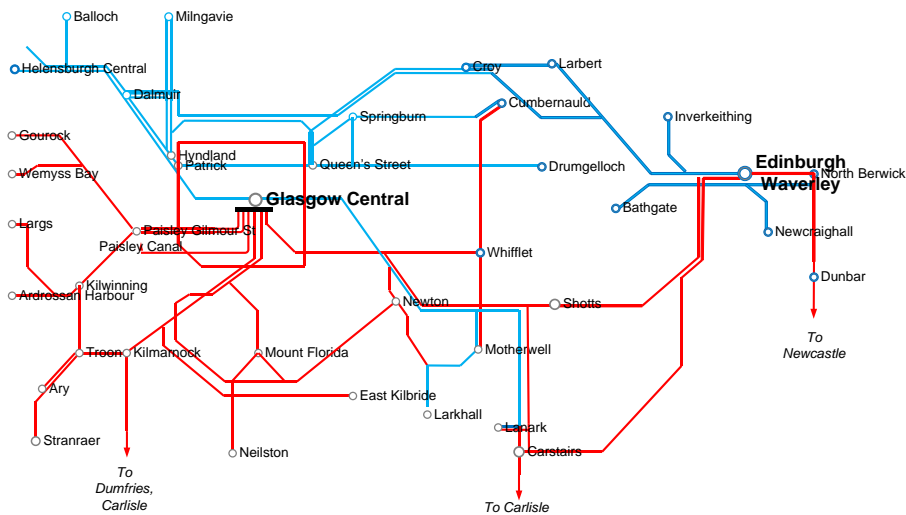 Balloch
Milngavie
Helensburgh Central
Croy
Larbert
Dalmuir
Cumbernauld
Springburn
Inverkeithing
Gourock
Hyndland
Patrick
Queen's Street
Drumgelloch
Edinburgh
Waverley
North Berwick
Wemyss Bay
Glasgow Central
Bathgate
Largs
Paisley Gilmour St
Newcraighall
Paisley Canal
Whifflet
Dunbar
Kilwinning
Ardrossan Harbour
Newton
Shotts
To
Newcastle
Troon
Kilmarnock
Mount Florida
Motherwell
Ary
East Kilbride
Larkhall
Lanark
Stranraer
Neilston
Carstairs
To
Dumfries,
Carlisle
To Carlisle